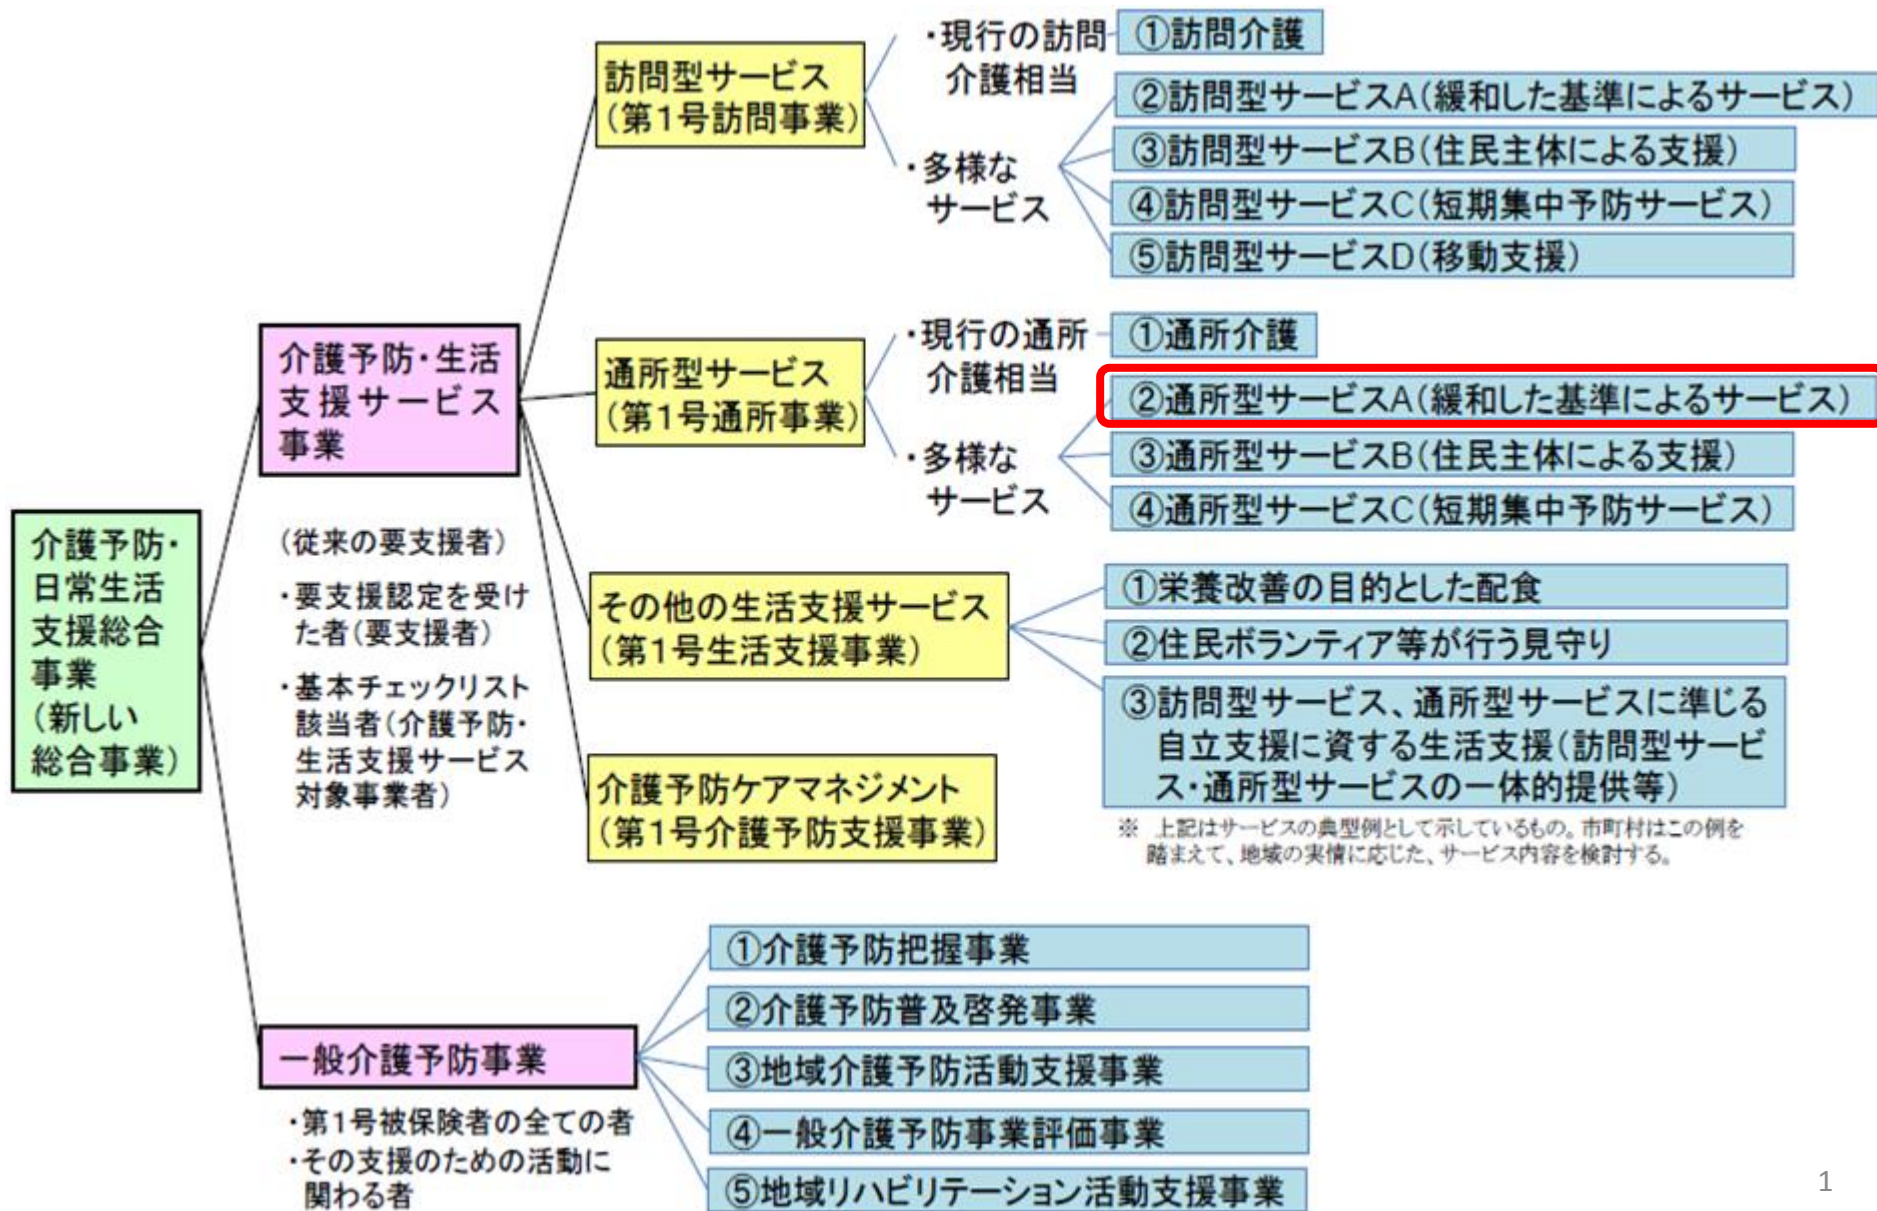 介護予防・
日常生活
支援総合
事業
（新しい
総合事業）
介護予防・生活
支援サービス
事業
（従来の要支援者）
・要支援認定を受け
た者（要支援者）
・基本チェックリスト
該当者（介護予防・
生活支援サービス
対象事業者）
訪問型サービス
（第1号訪問事業）
・現行の訪問
介護相当
①訪問介護
・多様な
サービス
②訪問型サービスA（緩和した基準によるサービス）
③訪問型サービスB（住民主体による支援）
④訪問型サービスC（短期集中予防サービス）
⑤訪問型サービスD（移動支援）
通所型サービス
（第1号通所事業）
・現行の通所
介護相当
①通所介護
・多様な
サービス
②通所型サービスA（緩和した基準によるサービス）
③通所型サービスB（住民主体による支援）
④通所型サービスC（短期集中予防サービス）
その他の生活支援サービス
（第1号生活支援事業）
①栄養改善の目的とした配食
②住民ボランティア等が行う見守り
③訪問型サービス、通所型サービスに準じる
自立支援に資する生活支援（訪問型サービ
ス・通所型サービスの一体的提供等）
※　上記はサービスの典型例として示しているもの。市町村はこの例を
踏まえて、地域の実情に応じた、サービス内容を検討する。
介護予防ケアマネジメント
（第1号介護予防支援事業）
一般介護予防事業
・第1号被保険者の全ての者
・その支援のための活動に
関わる者
①介護予防把握事業
②介護予防普及啓発事業
③地域介護予防活動支援事業
④一般介護予防事業評価事業
⑤地域リハビリテーション活動支援事業
1